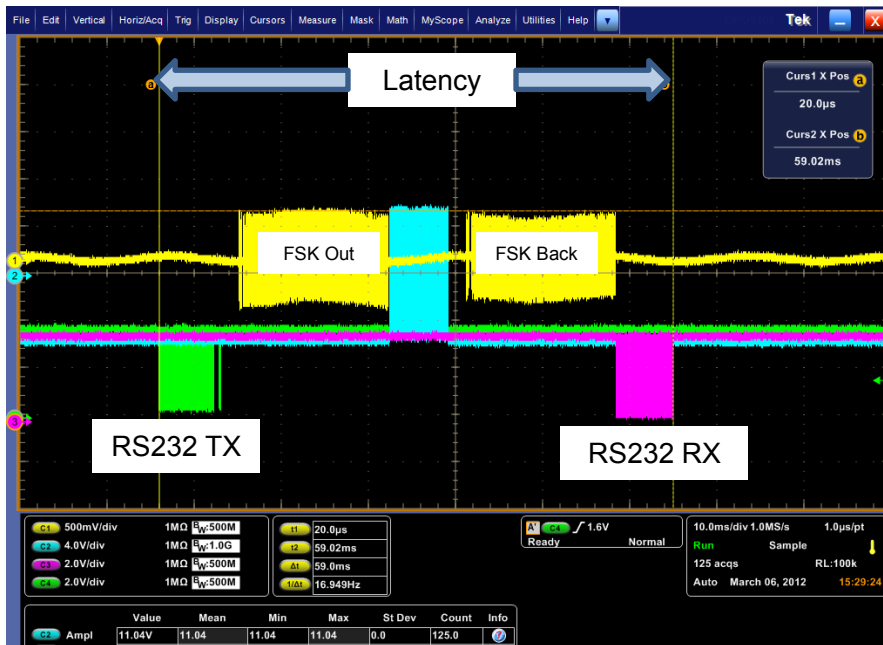 File Edit Vertical Horiz/Acq Trig Display Cursors Measure Mask Math MyScope Analyze Utilities Help Tek X
Latency
a
Curs1 X Pos a
20.0µs
Curs2 X Pos b
59.02ms
FSK Out
FSK Back
1
2
3
RS232 TX
RS232 RX
C1 500mV/div 1MΩ BW:500M
C2 4.0V/div 1MΩ BW:1.0G
C3 2.0V/div 1MΩ BW:500M
C4 2.0V/div 1MΩ BW:500M
t1 20.0µs
t2 59.02ms
Δt 59.0ms
1/Δt 16.949Hz
A' C4 1.6V
Ready Normal
10.0ms/div 1.0MS/s 1.0µs/pt
Run Sample
125 acqs RL:100k
Auto March 06, 2012 15:29:24
Value Mean Min Max St Dev Count Info
C2 Ampl 11.04V 11.04 11.04 11.04 0.0 125.0